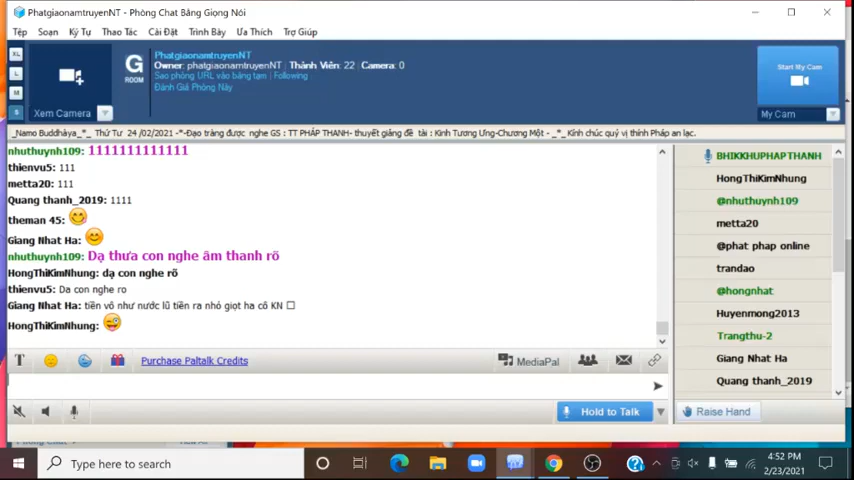 PhatgiaonamtruyenNT - Phòng Chat Bằng Giọng Nói
Tệp Soạn Ký Tự Thao Tác Cài Đặt Trình Bày Ưa Thích Trợ Giúp
XL
L
M
S
Xem Camera
G
ROOM
PhatgiaonamtruyenNT
Owner: phatgiaonamtruyenNT | Thành Viên: 22 Camera: 0
Sao phỏng URL vào bảng tạm | Following
Đánh Giá Phòng Này
Start My Cam
My Cam
_Namo Buddhàya_*_ Thứ Tư 24 /02/2021 -*-Đạo tràng được nghe GS : TT PHÁP THANH- thuyết giảng đề tài : Kinh Tương Ưng-Chương Một - _*_Kính chúc quý vị thính Pháp an lạc.
nhuthuynh109: 1111111111111
thienvu5: 111
metta20: 111
Quang thanh_2019: 1111
theman 45:
Giang Nhat Ha:
nhuthuynh109: Dạ thưa con nghe âm thanh rõ
HongThiKimNhung: dạ con nghe rõ
thienvu5: Da con nghe ro
Giang Nhat Ha: tiền vô như nước lũ tiền ra nhỏ giọt ha cô KN
HongThiKimNhung:
BHIKKHUPHAPTHANH
HongThiKimNhung
@nhuthuynh109
metta20
@phat phap online
trandao
@hongnhat
Huyenmong2013
Trangthu-2
Giang Nhat Ha
Quang thanh_2019
T
Purchase Paltalk Credits
MediaPal
Hold to Talk
Raise Hand
Type here to search
4:52 PM
2/23/2021